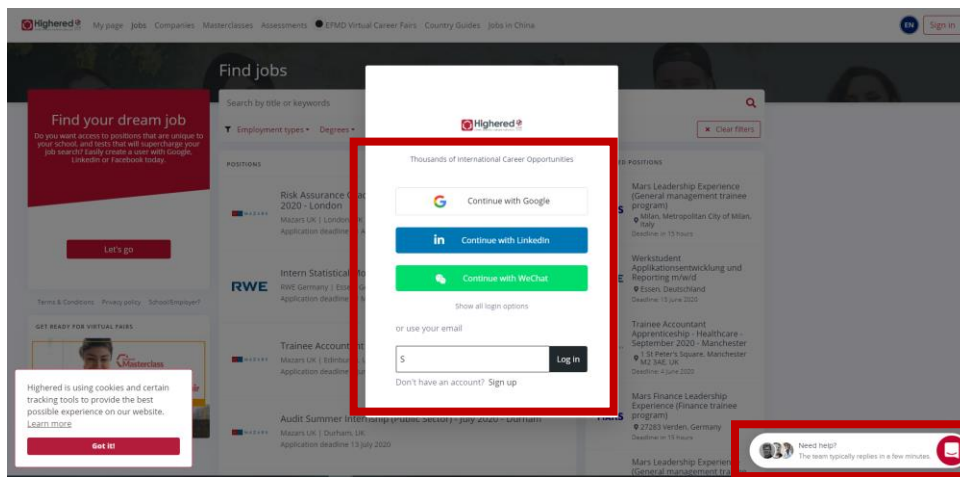 Highered
My page Jobs Companies Masterclasses Assessments EFMD Virtual Career Fairs Country Guides Jobs in China
EN Sign in
Find jobs
Find your dream job
Do you want access to positions that are unique to
your school, and tests that will supercharge your
job search? Easily create a user with Google,
LinkedIn or Facebook today.
Let's go
Terms & Conditions Privacy policy School/Employer?
GET READY FOR VIRTUAL FAIRS
Masterclass
Search by title or keywords
Employment types Degrees
Clear filters
POSITIONS
Risk Assurance
2020 - London
Mazars UK | London, UK
Application deadline
MAZARS
Intern Statistical
RWE Germany |
Application deadline
RWE
Trainee Accountant
Mazars UK |
Application deadline
MAZARS
Audit Summer Internship (Public Sector) - July 2020 - Durham
Mazars UK | Durham, UK
Application deadline 13 July 2020
MAZARS
Highered
Thousands of International Career Opportunities
Continue with Google
in Continue with LinkedIn
Continue with WeChat
Show all login options
or use your email
S Log in
Don't have an account? Sign up
POSITIONS
Mars Leadership Experience
(General management trainee
program)
Milan, Metropolitan City of Milan,
Italy
Deadline: in 15 hours
Werkstudent
Applikationsentwicklung und
Reporting m/w/d
Essen, Deutschland
Deadline: 15 June 2020
Trainee Accountant
Apprenticeship - Healthcare -
September 2020 - Manchester
1 St Peter's Square, Manchester
M2 3AE, UK
Deadline: 4 June 2020
Mars Finance Leadership
Experience (Finance trainee
program)
27283 Verden, Germany
Deadline: in 15 hours
Mars Leadership
(General management
Highered is using cookies and certain
tracking tools to provide the best
possible experience on our website.
Learn more
Got it!
Need help?
The team typically replies in a few minutes.